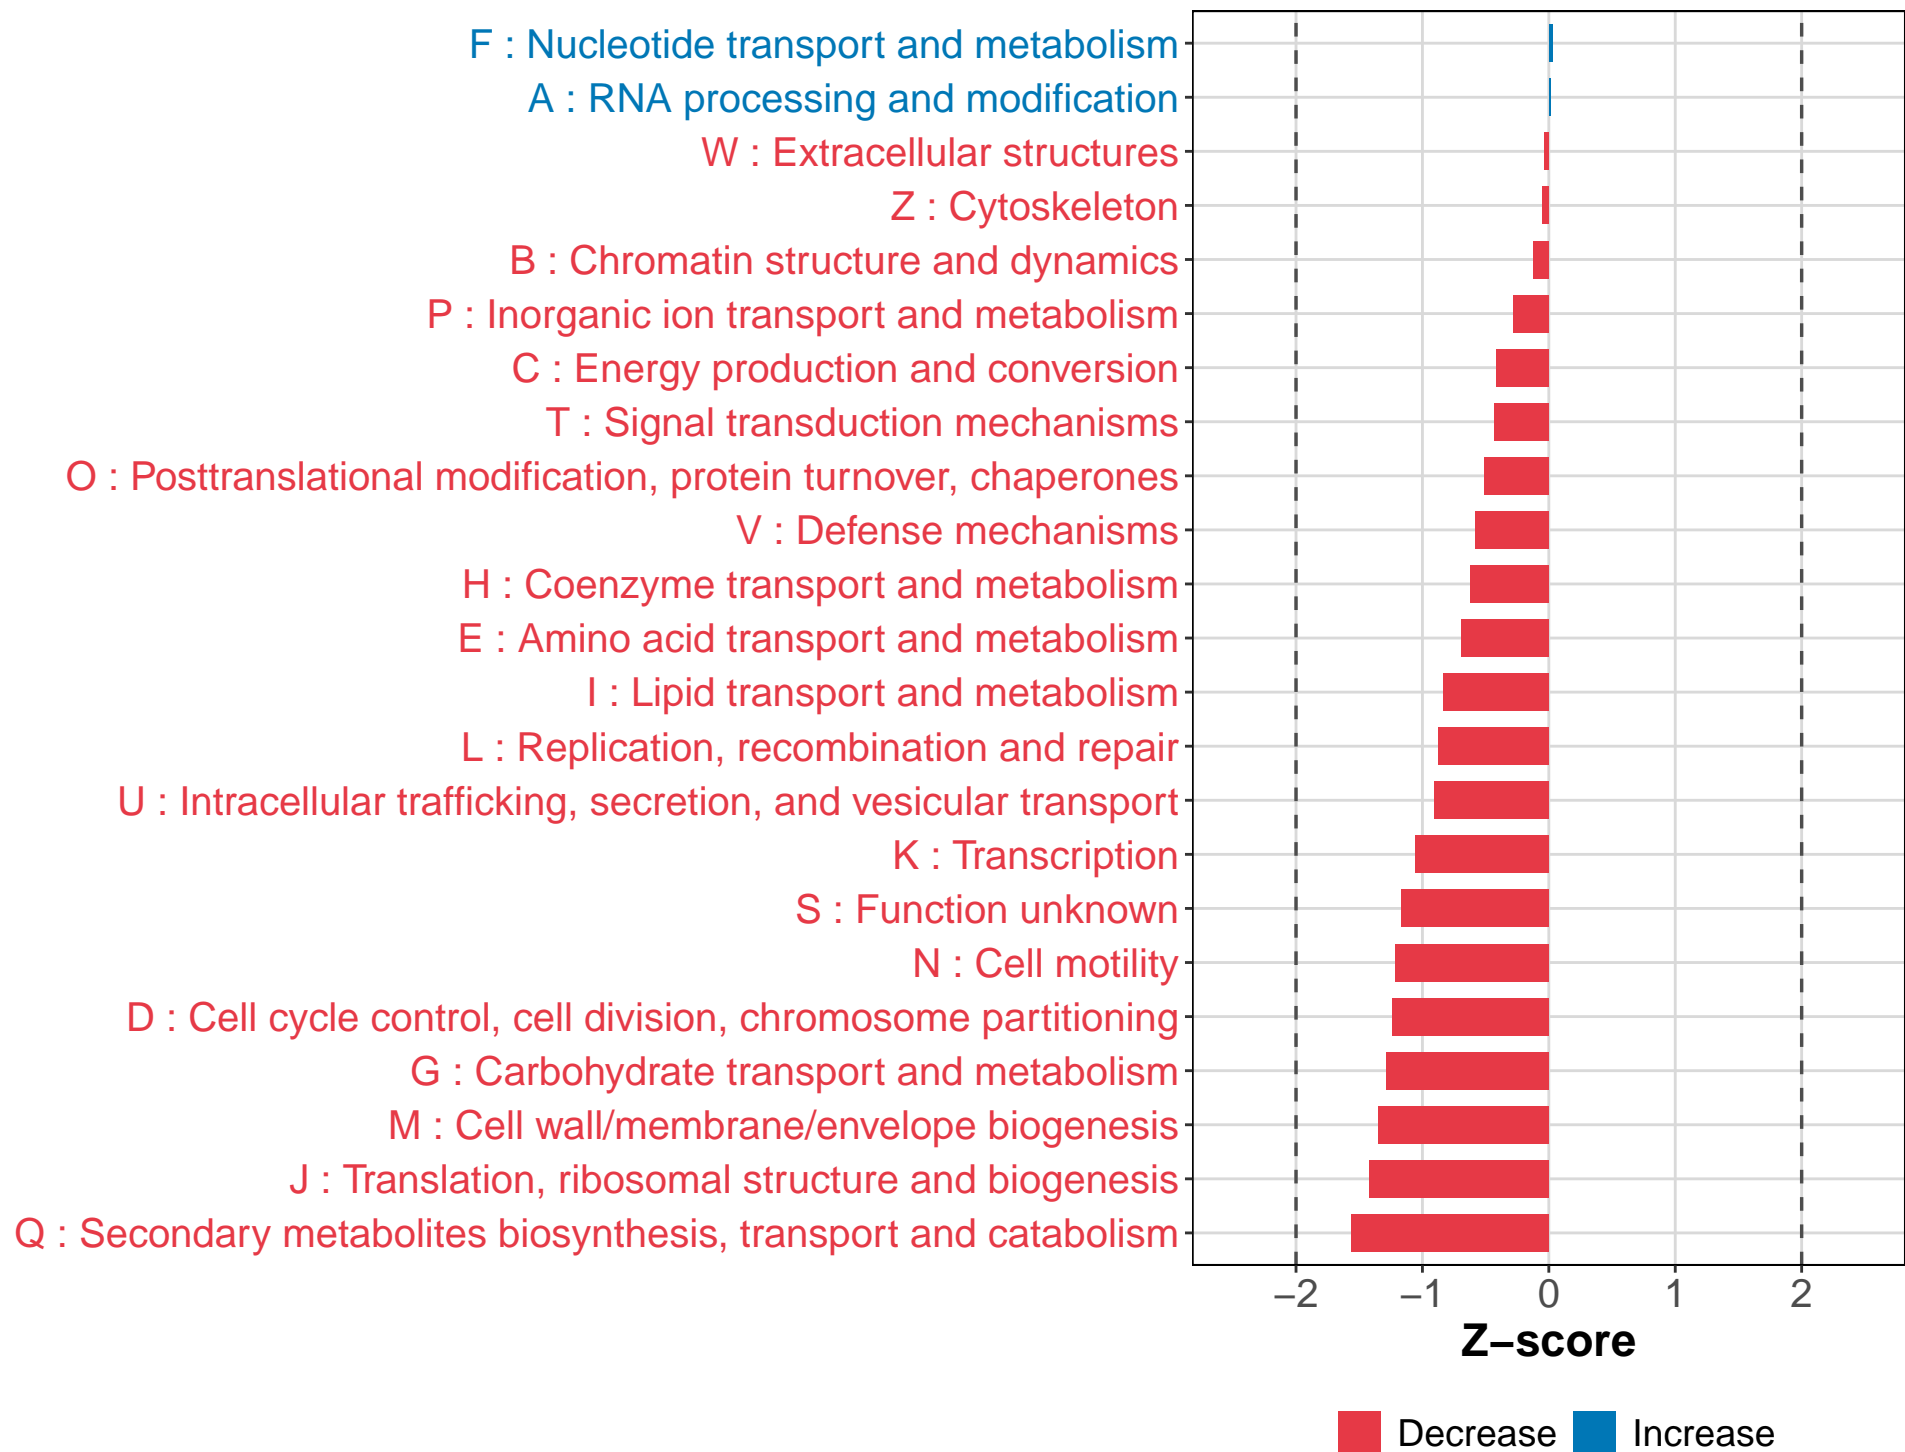 F : Nucleotide transport and metabolism
A : RNA processing and modification
W : Extracellular structures
Z : Cytoskeleton
B : Chromatin structure and dynamics
P : Inorganic ion transport and metabolism
C : Energy production and conversion
T : Signal transduction mechanisms
O : Posttranslational modification, protein turnover, chaperones
V : Defense mechanisms
H : Coenzyme transport and metabolism
E : Amino acid transport and metabolism
I : Lipid transport and metabolism
L : Replication, recombination and repair
U : Intracellular trafficking, secretion, and vesicular transport
K : Transcription
S : Function unknown
N : Cell motility
D : Cell cycle control, cell division, chromosome partitioning
G : Carbohydrate transport and metabolism
M : Cell wall/membrane/envelope biogenesis
J : Translation, ribosomal structure and biogenesis
Q : Secondary metabolites biosynthesis, transport and catabolism
−2 −1 0 1 2
Z−score
Decrease Increase